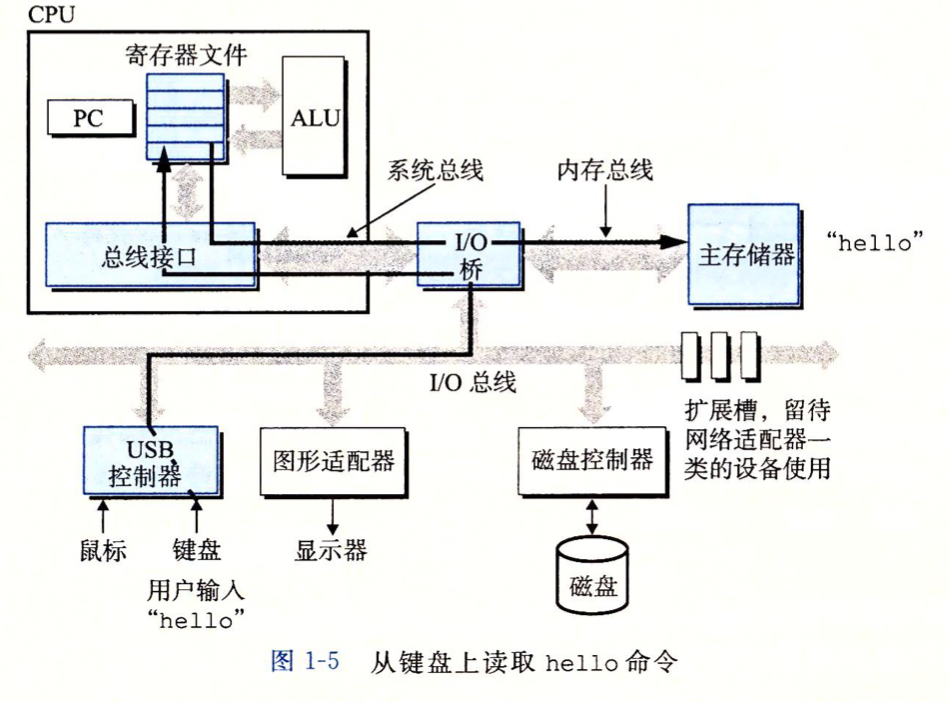 CPU
寄存器文件
PC
ALU
系统总线
内存总线
总线接口
I/O
桥
主存储器
“hello”
I/O 总线
扩展槽，留待
网络适配器一
类的设备使用
USB
控制器
图形适配器
磁盘控制器
鼠标
键盘
显示器
磁盘
用户输入
“hello”
图 1-5 从键盘上读取 hello 命令